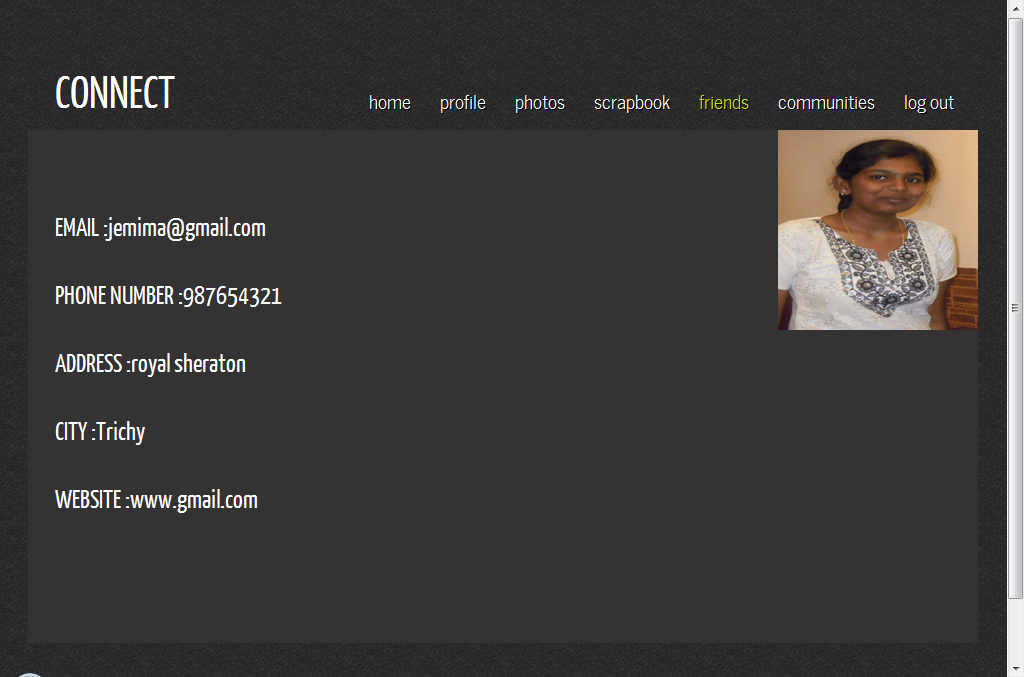 CONNECT
home profile photos scrapbook friends communities log out
EMAIL :jemima@gmail.com
PHONE NUMBER :987654321
ADDRESS :royal sheraton
CITY :Trichy
WEBSITE :www.gmail.com